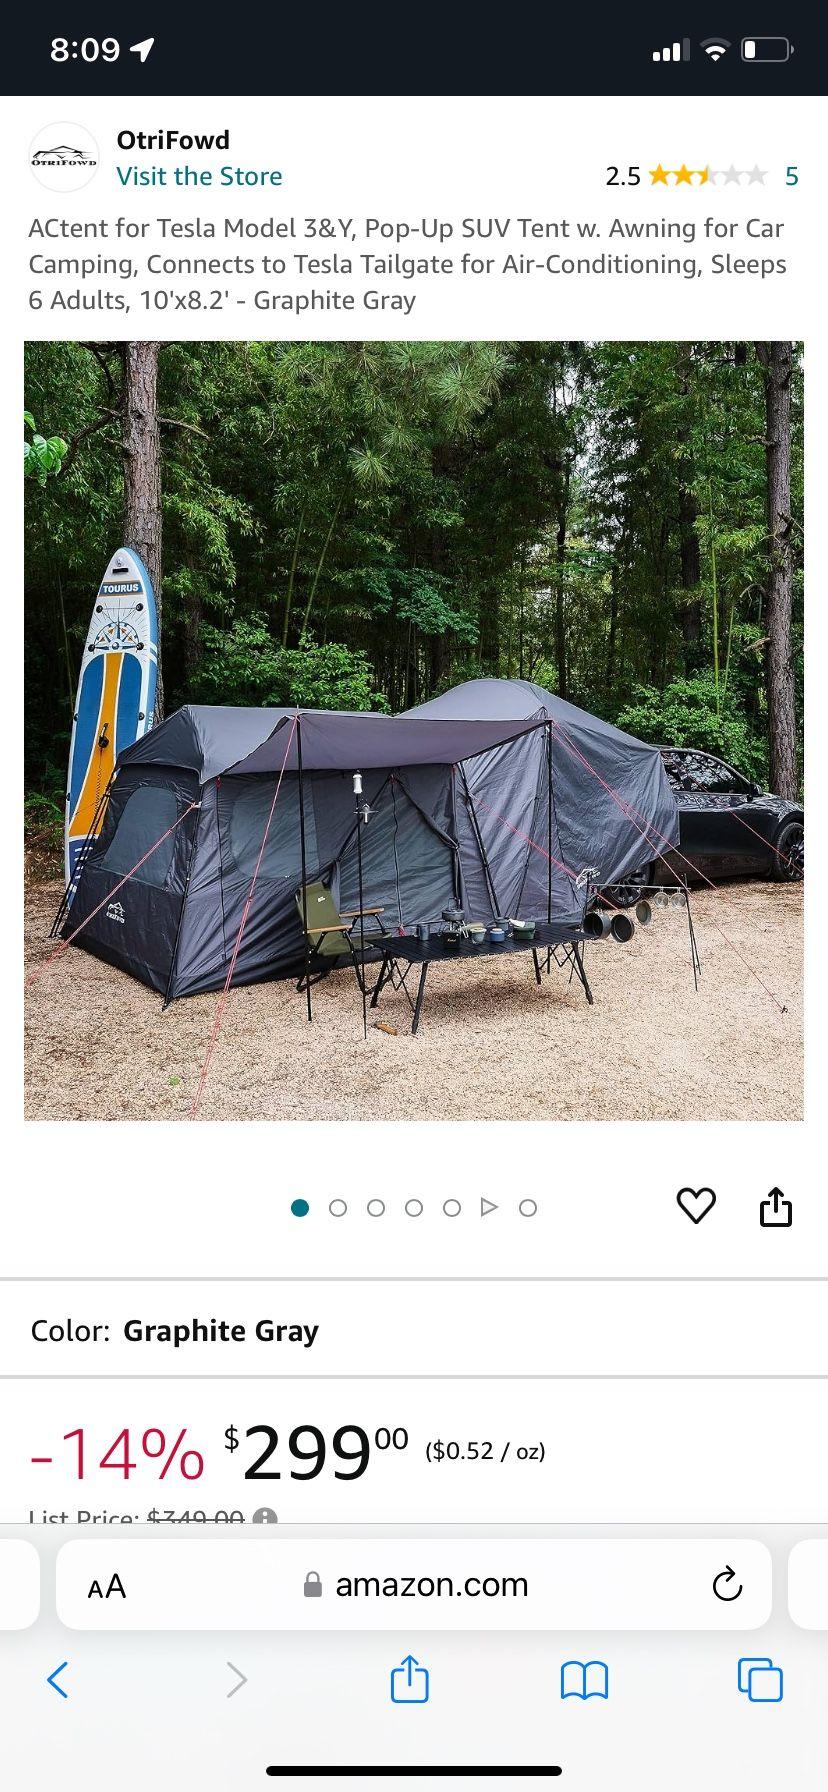 8:09
OTRIFOWD
OtriFowd
Visit the Store
2.5
5
ACtent for Tesla Model 3&Y, Pop-Up SUV Tent w. Awning for Car
Camping, Connects to Tesla Tailgate for Air-Conditioning, Sleeps
6 Adults, 10'x8.2' - Graphite Gray
TOURUS
Color: Graphite Gray
-14% $29900 ($0.52 / oz)
List Price: $349.00
AA
amazon.com